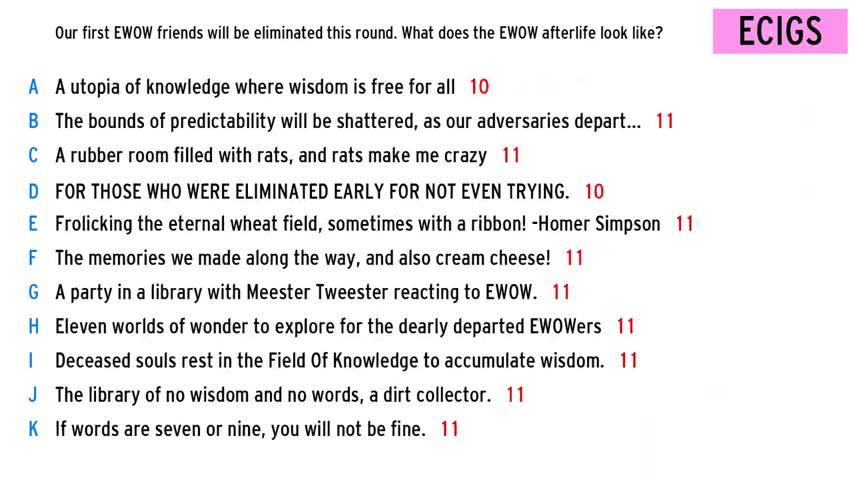 Our first EWOW friends will be eliminated this round. What does the EWOW afterlife look like?
ECIGS
A A utopia of knowledge where wisdom is free for all 10
B The bounds of predictability will be shattered, as our adversaries depart... 11
C A rubber room filled with rats, and rats make me crazy 11
D FOR THOSE WHO WERE ELIMINATED EARLY FOR NOT EVEN TRYING. 10
E Frolicking the eternal wheat field, sometimes with a ribbon! -Homer Simpson 11
F The memories we made along the way, and also cream cheese! 11
G A party in a library with Meester Tweester reacting to EWOW. 11
H Eleven worlds of wonder to explore for the dearly departed EWOWers 11
I Deceased souls rest in the Field Of Knowledge to accumulate wisdom. 11
J The library of no wisdom and no words, a dirt collector. 11
K If words are seven or nine, you will not be fine. 11